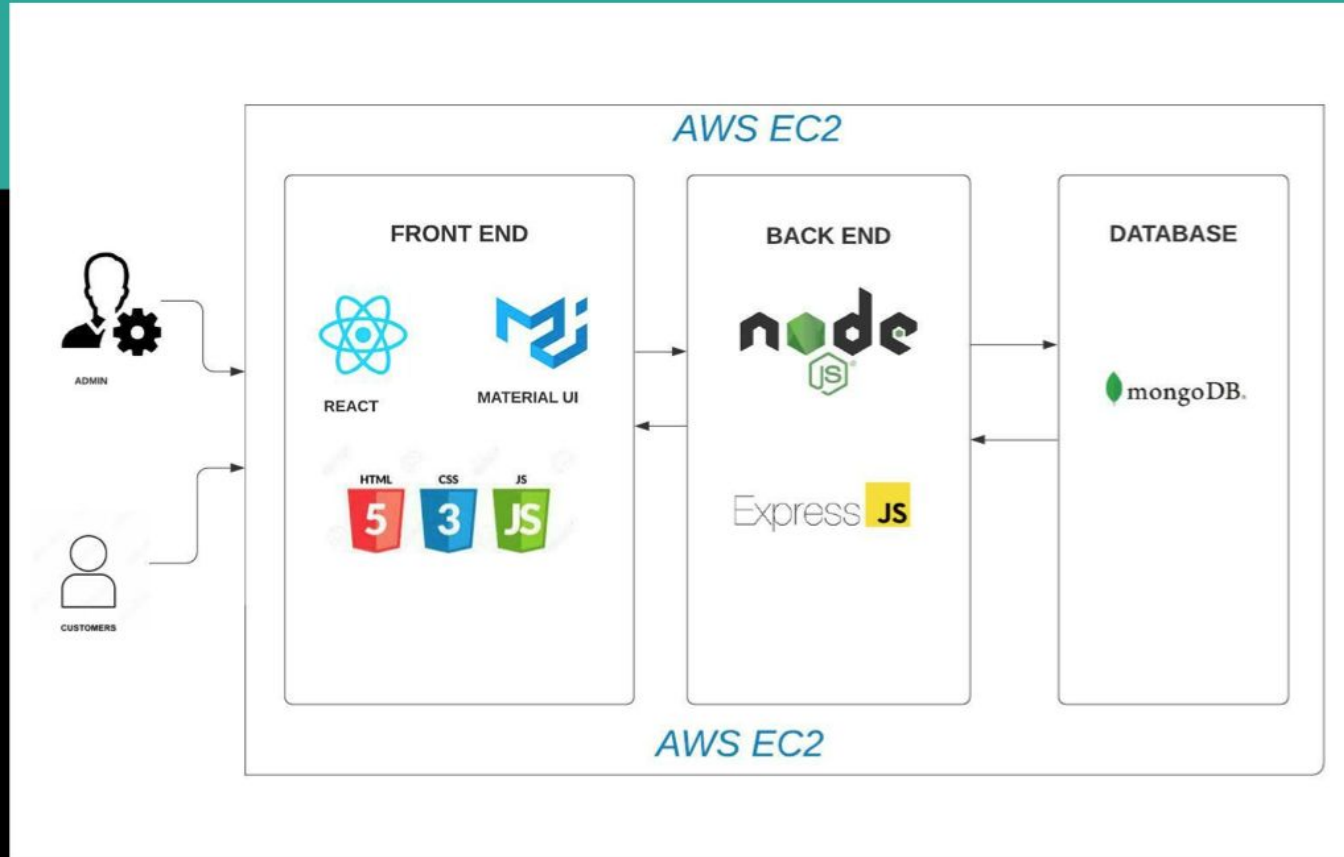 AWS EC2
FRONT END
BACK END
DATABASE
ADMIN
REACT
MATERIAL UI
node
JS
mongoDB.
HTML CSS JS
5 3 JS
Express JS
CUSTOMERS
AWS EC2